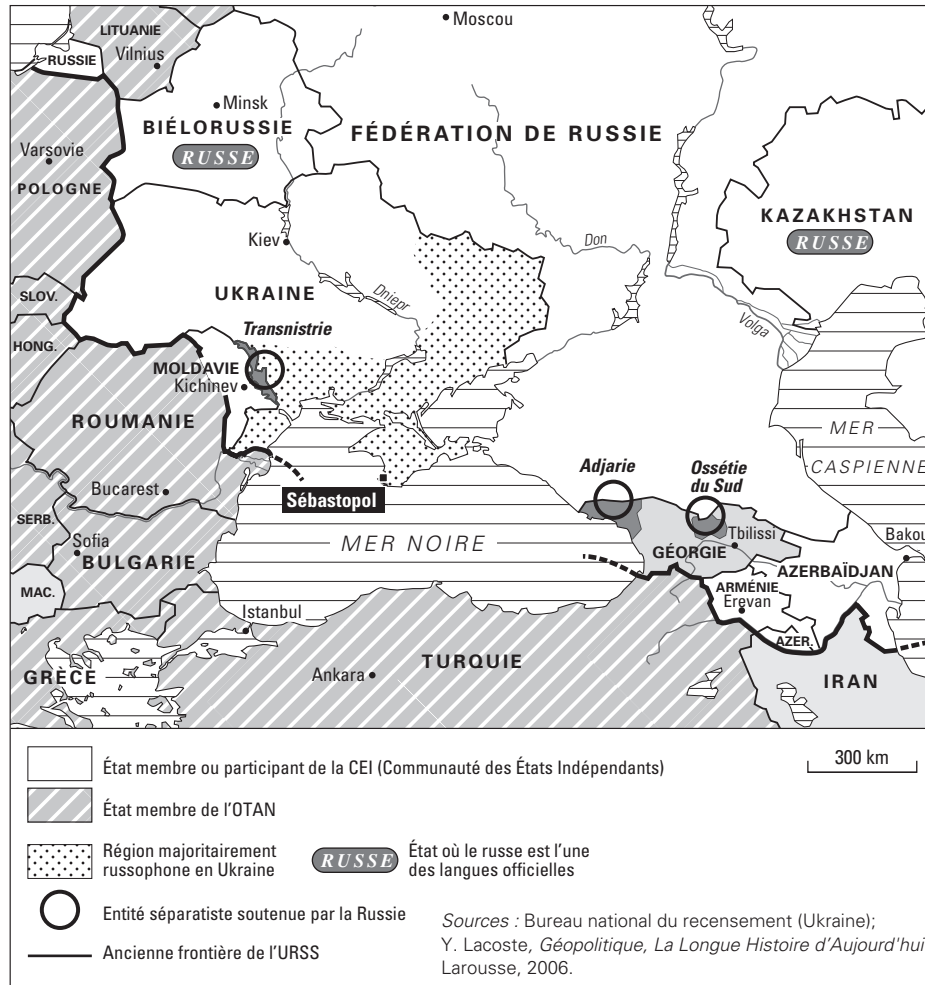 Moscou
LITUANIE
Vilnius
RUSSIE
Minsk
BIÉLORUSSIE
RUSSE
FÉDÉRATION DE RUSSIE
Varsovie
POLOGNE
KAZAKHSTAN
RUSSE
Kiev
Don
SLOV.
UKRAINE
Dniepr
Volga
HONG.
Transnistrie
MOLDAVIE
Kichinev
ROUMANIE
MER
CASPIENNE
Adjarie
Ossétie
du Sud
Bucarest
Sébastopol
SERB.
Sofia
BULGARIE
MER NOIRE
Tbilissi
GÉORGIE
Bakou
AZERBAÏDJAN
MAC.
ARMÉNIE
Erevan
Istanbul
AZER.
GRÈCE
Ankara
TURQUIE
IRAN
État membre ou participant de la CEI (Communauté des États Indépendants)
300 km
État membre de l'OTAN
Région majoritairement
russophone en Ukraine
RUSSE
État où le russe est l'une
des langues officielles
Entité séparatiste soutenue par la Russie
Ancienne frontière de l'URSS
Sources : Bureau national du recensement (Ukraine);
Y. Lacoste, Géopolitique, La Longue Histoire d'Aujourd'hui
Larousse, 2006.